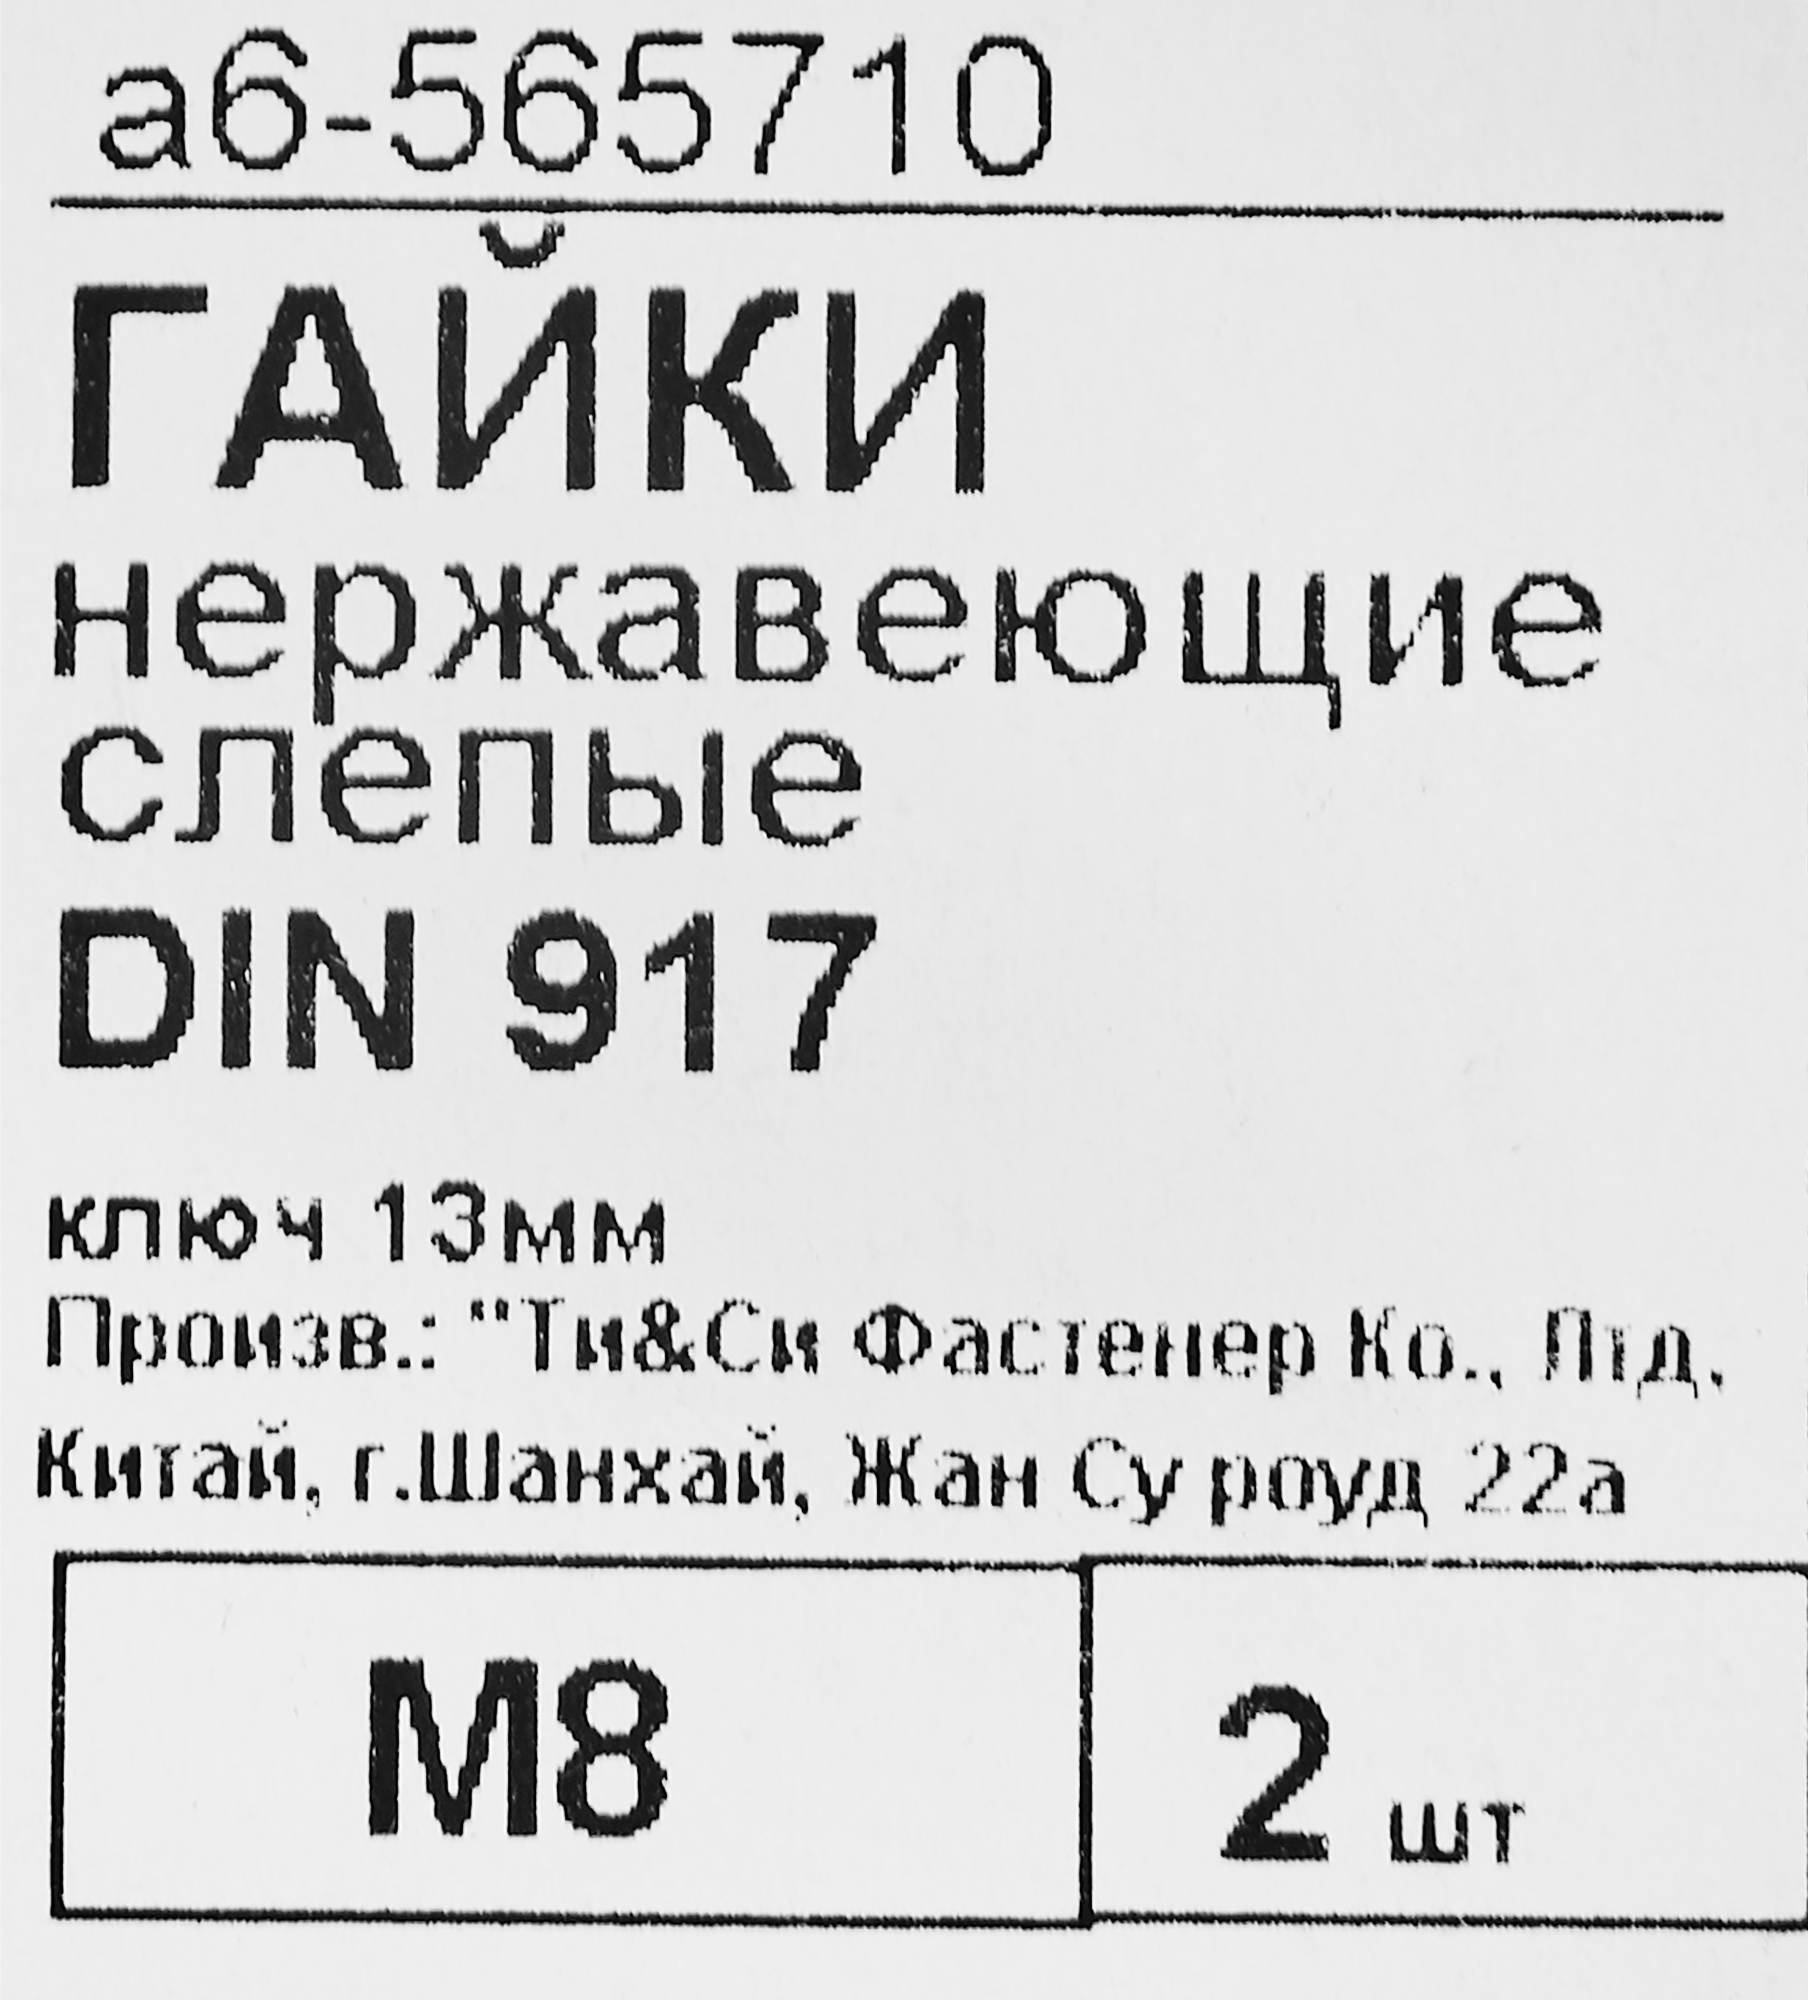 а6-565710
ГАЙКИ
нержавеющие
слепые
DIN 917
ключ 13мм
Произв.: "Ти&Си Фастенер Ко., Лтд.
Китай, г.Шанхай, Жан Су роуд 22а
М8
2 шт